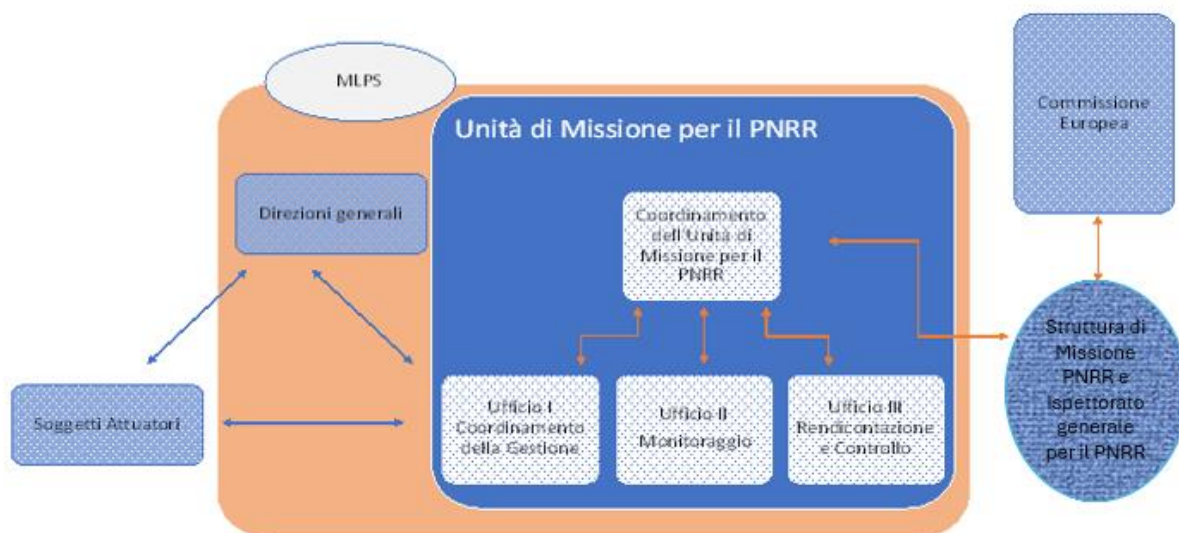 MLPS
Commissione
Europea
Unità di Missione per il PNRR
Direzioni generali
Coordinamento
dell'Unità di
Missione per il
PNRR
Struttura di
Missione
PNRR e
Ispettorato
generale
per il PNRR
Soggetti Attuatori
Ufficio I
Coordinamento
della Gestione
Ufficio II
Monitoraggio
Ufficio III
Rendicontazione
e Controllo